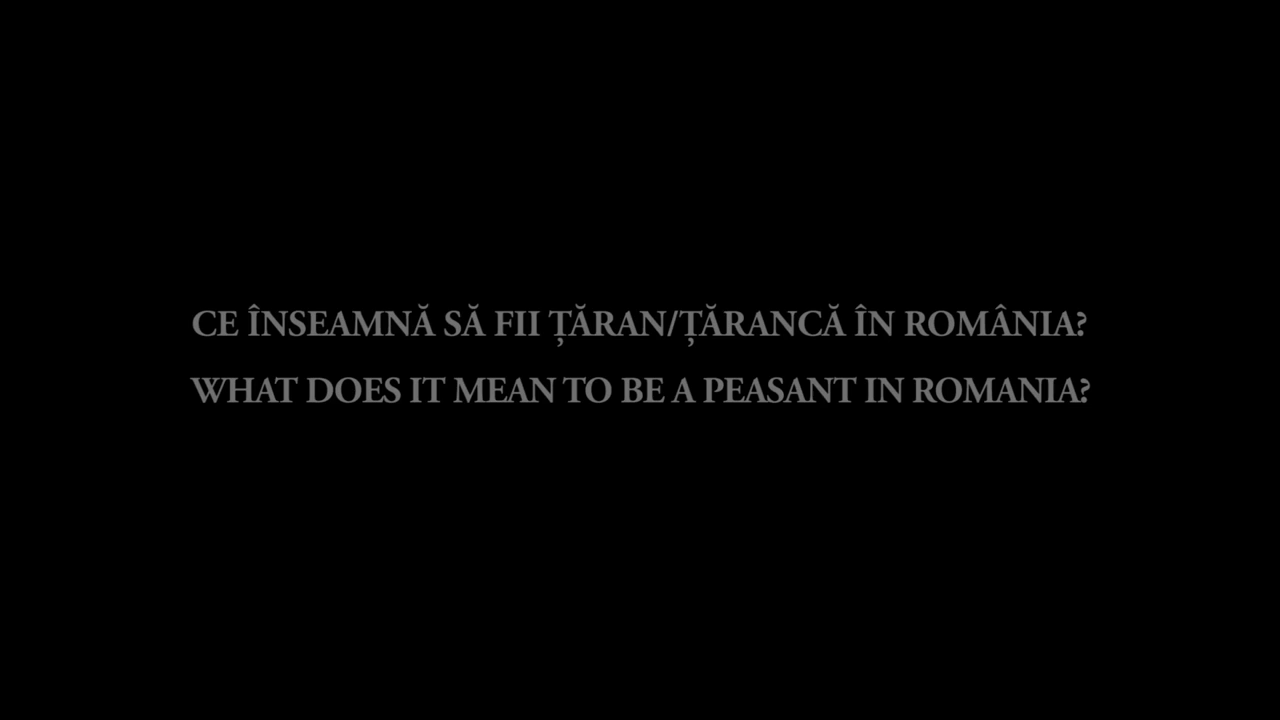 CE ÎNSEAMNĂ SĂ FII ȚĂRAN/ȚĂRANCĂ ÎN ROMÂNIA?
WHAT DOES IT MEAN TO BE A PEASANT IN ROMANIA?